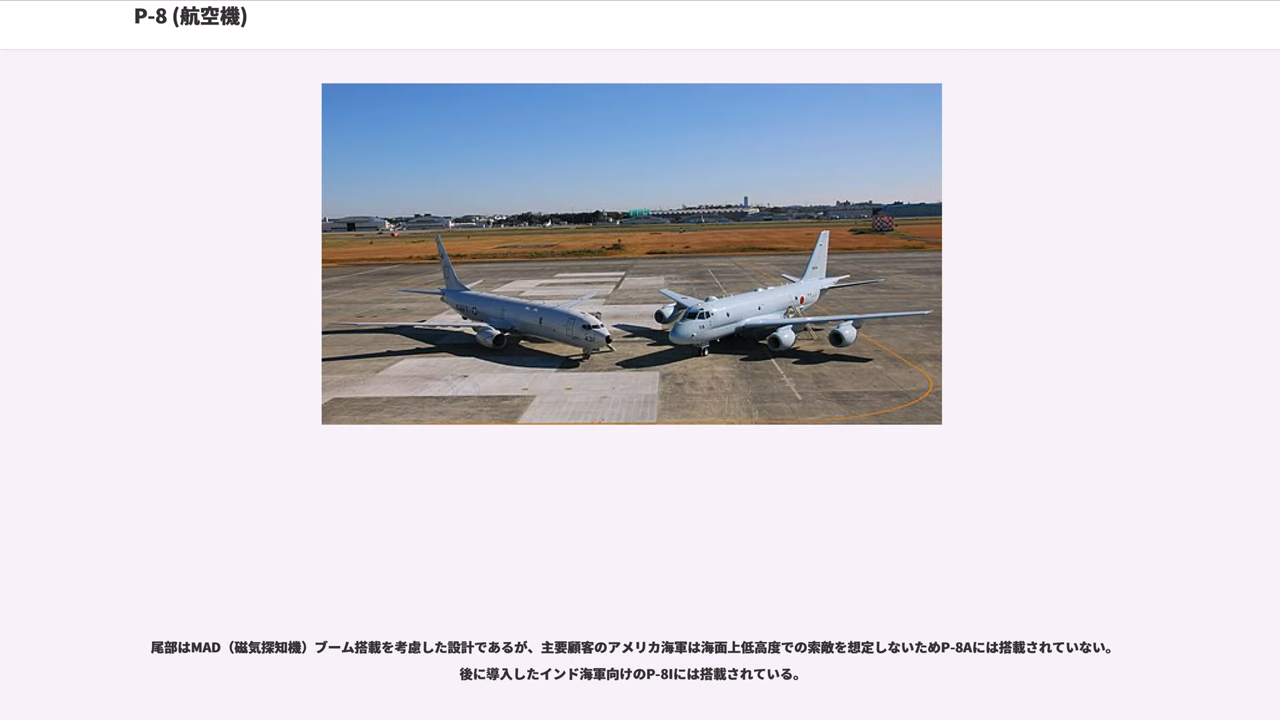 P-8 (航空機)
尾部はMAD（磁気探知機）ブーム搭載を考慮した設計であるが、主要顧客のアメリカ海軍は海面上低高度での索敵を想定しないためP-8Aには搭載されていない。
後に導入したインド海軍向けのP-8Iには搭載されている。